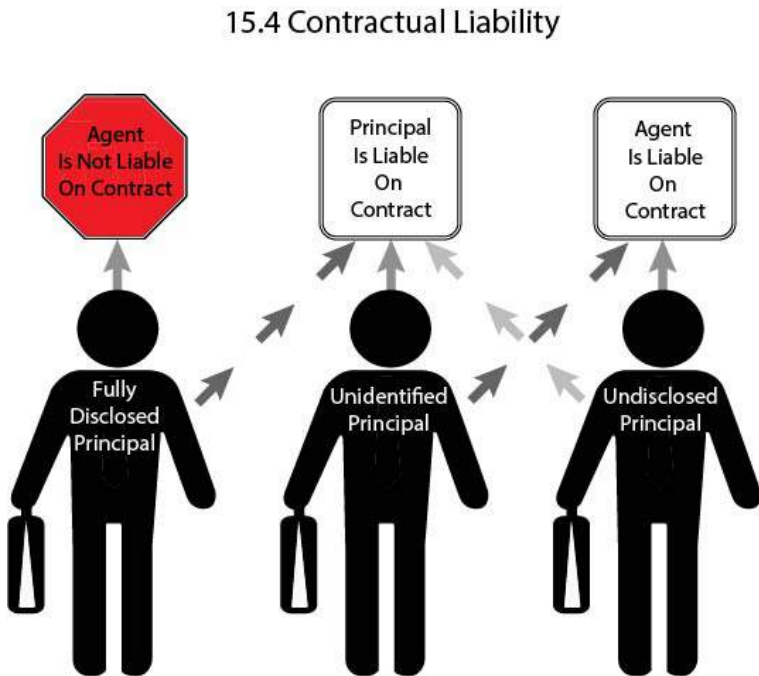 15.4 Contractual Liability
Agent
Is Not Liable
On Contract
Principal
Is Liable
On
Contract
Agent
Is Liable
On
Contract
Fully
Disclosed
Principal
Unidentified
Principal
Undisclosed
Principal